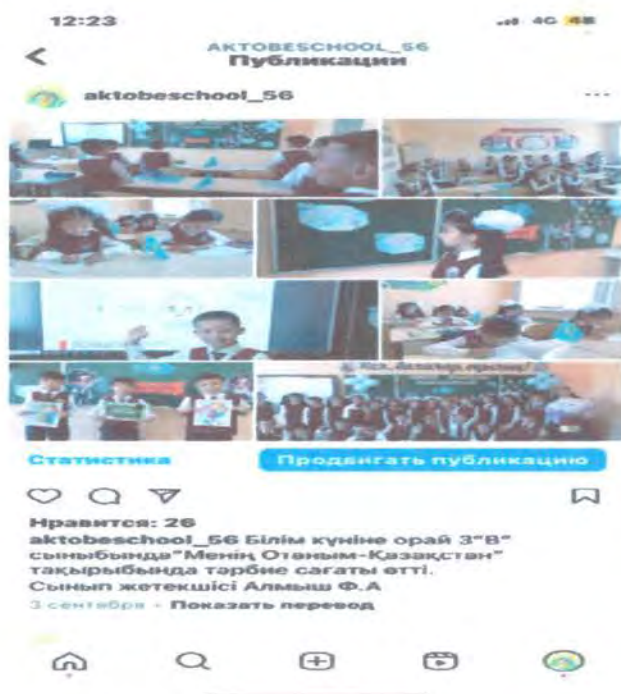 12:23
4G
AKTOBESCHOOL_56
Публикации
aktobeschool_56
Статистика
Продвигать публикацию
Нравится: 26
aktobeschool_56 Білім күніне орай 3"В"
сыныбында"Менің Отаным-Қазақстан"
тақырыбында тәрбие сағаты өтті.
Сынып жетекшісі Алмыш Ф.А
3 сентября · Показать перевод